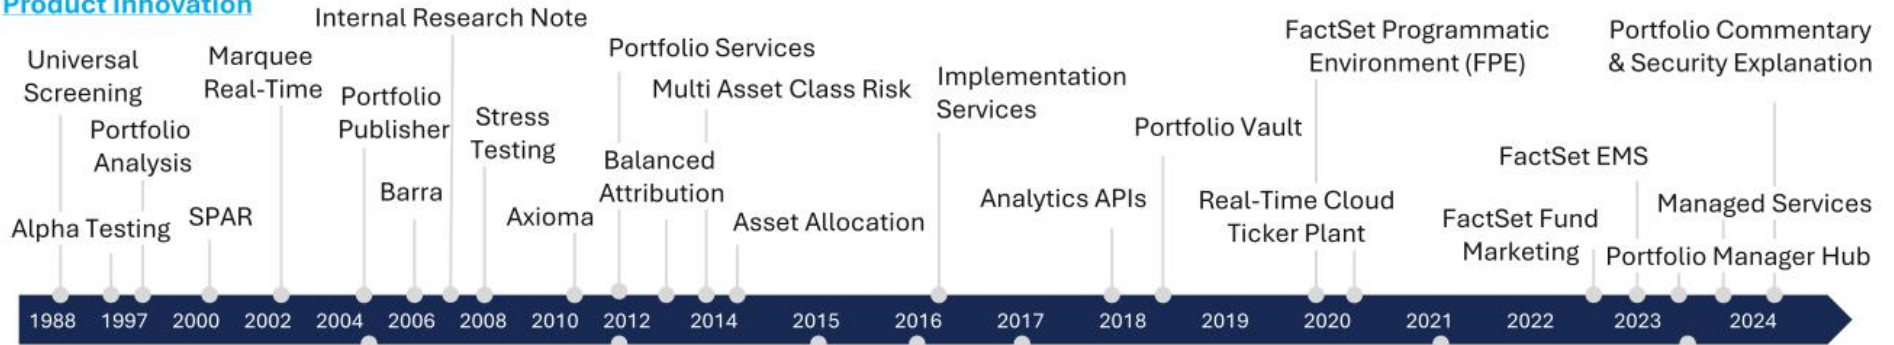 Product Innovation
Internal Research Note
Universal
Screening
Marquee
Real-Time
Portfolio
Publisher
Portfolio
Analysis
Stress
Testing
Portfolio Services
Multi Asset Class Risk
Implementation
Services
FactSet Programmatic
Environment (FPE)
Portfolio Commentary
& Security Explanation
Portfolio Vault
FactSet EMS
Balanced
Attribution
Barra
Alpha Testing
SPAR
Axioma
Asset Allocation
Analytics APIs
Real-Time Cloud
Ticker Plant
FactSet Fund
Marketing
Managed Services
Portfolio Manager Hub
1988 1997 2000 2002 2004 2006 2008 2010 2012 2014 2015 2016 2017 2018 2019 2020 2021 2022 2023 2024